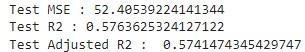 Test MSE : 52.40539224141344
Test R2 : 0.5763625324127122
Test Adjusted R2 :  0.5741474345429747